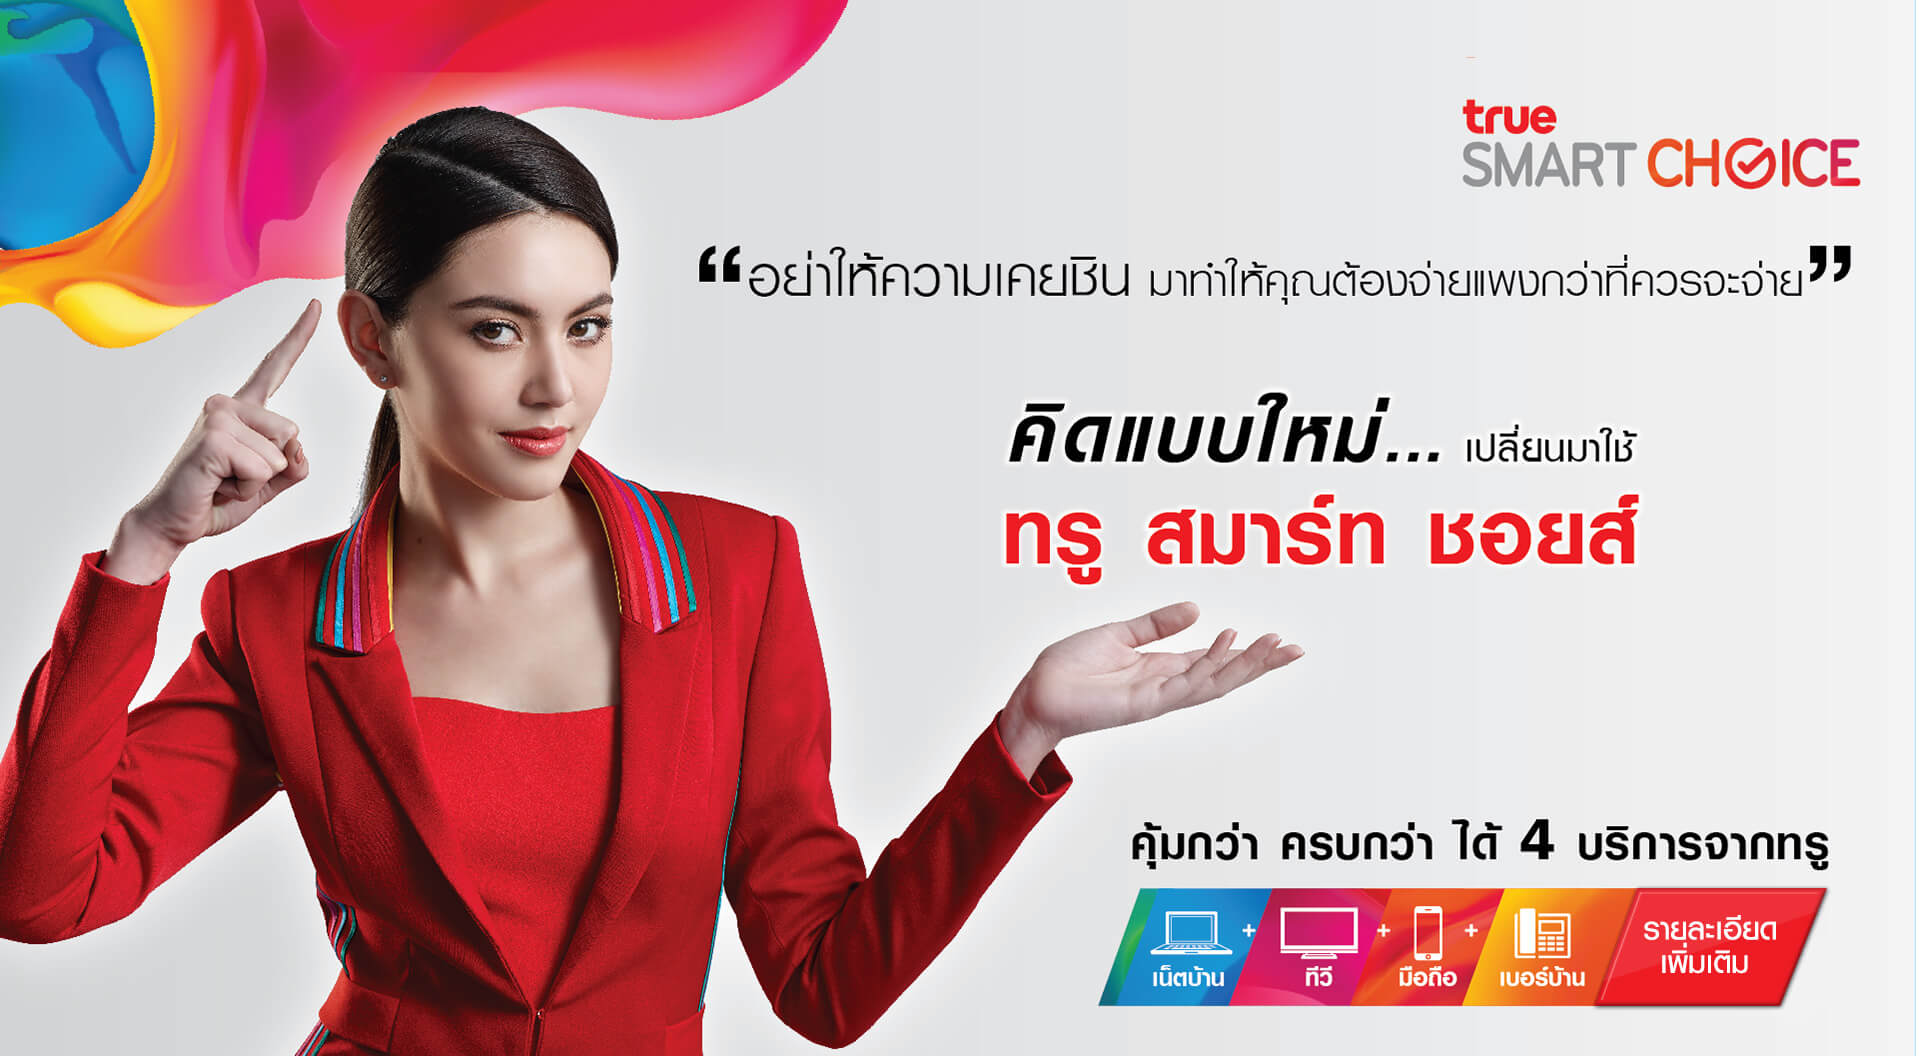 true
SMART CHOICE
“อย่าให้ความเคยชิน มาทำให้คุณต้องจ่ายแพงกว่าที่ควรจะจ่าย”
คิดแบบใหม่... เปลี่ยนมาใช้
ทรู สมาร์ท ชอยส์
คุ้มกว่า ครบกว่า ได้ 4 บริการจากทรู
เน็ตบ้าน + ทีวี + มือถือ + เบอร์บ้าน
รายละเอียด
เพิ่มเติม